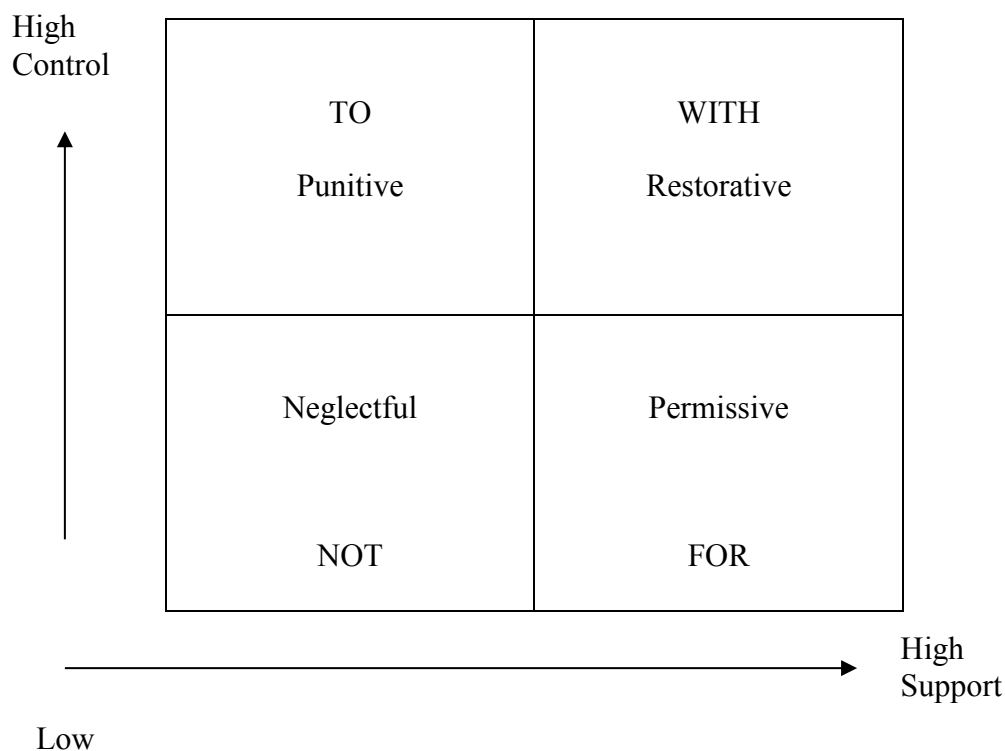 High
Control
TO
WITH
Punitive
Restorative
Neglectful
Permissive
NOT
FOR
High
Support
Low